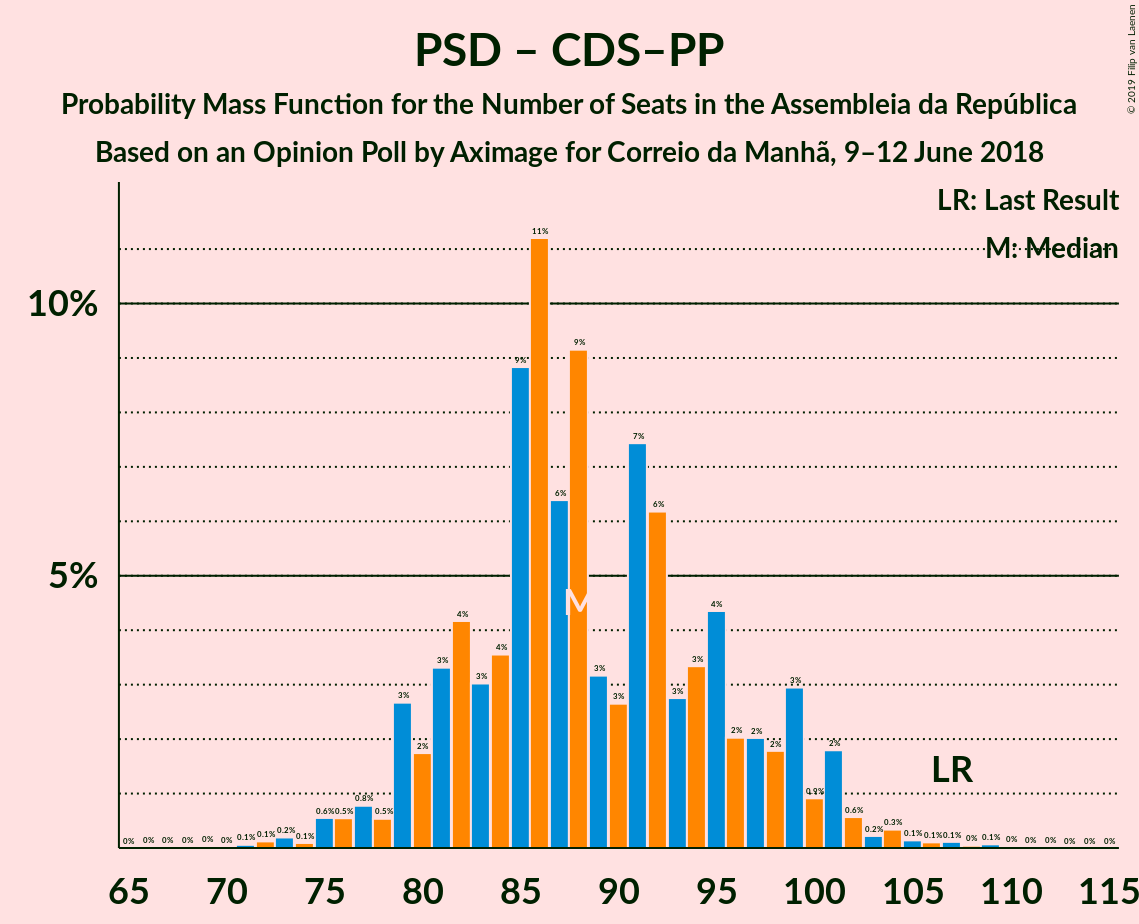 PSD – CDS–PP
Probability Mass Function for the Number of Seats in the Assembleia da República
Based on an Opinion Poll by Aximage for Correio da Manhã, 9–12 June 2018
© 2019 Filip van Laenen
LR: Last Result
M: Median
10%
5%
0% 0% 0% 0% 0% 0% 0.1% 0.1% 0.2% 0.1% 0.6% 0.5% 0.8% 0.5% 3% 2% 3% 4% 3% 4% 9% 11% 6% 9% 3% 3% 7% 6% 3% 3% 4% 2% 2% 2% 3% 0.9% 2% 0.6% 0.2% 0.3% 0.1% 0.1% 0.1% 0% 0.1% 0% 0% 0% 0% 0% 0%
M
LR
65 70 75 80 85 90 95 100 105 110 115